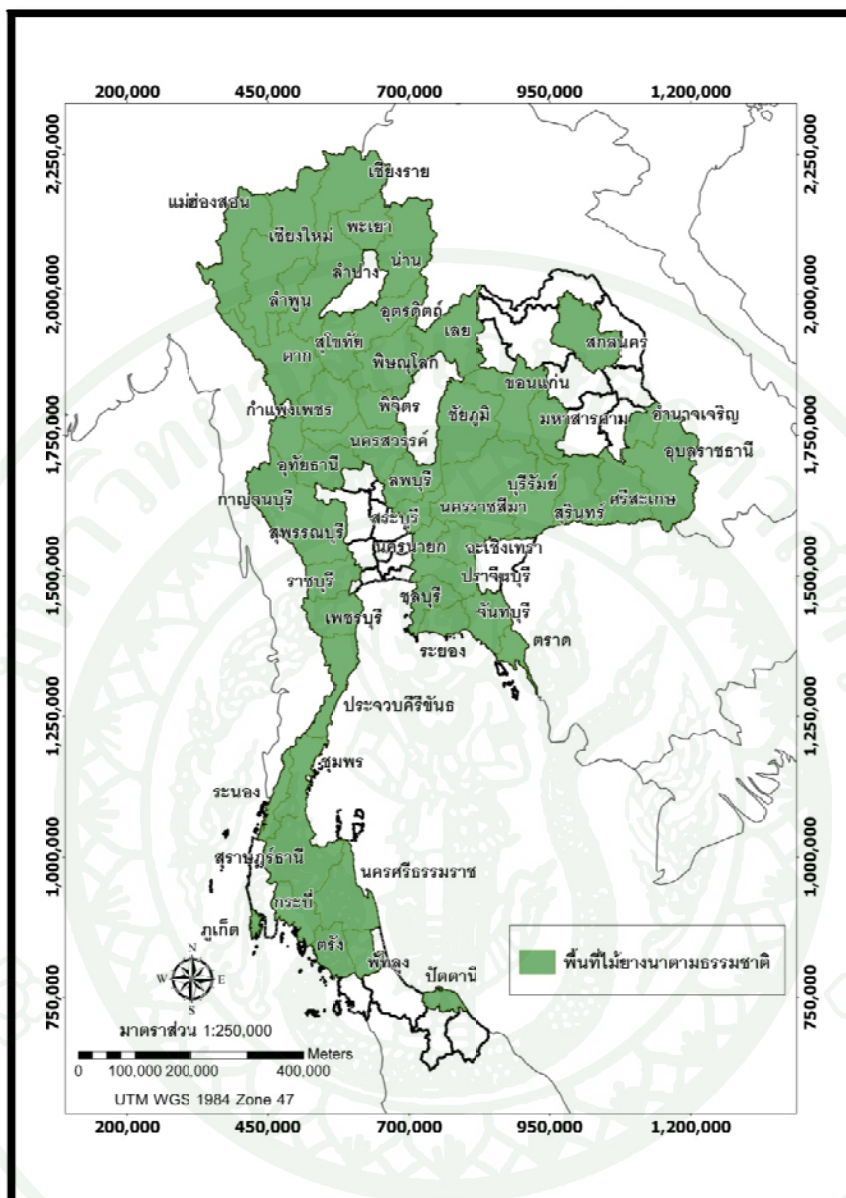 200,000 450,000 700,000 950,000 1,200,000
2,250,000 2,250,000
เชียงราย
แม่ฮ่องสอน
พะเยา
เชียงใหม่
น่าน
ลำปาง
2,000,000 2,000,000
ลำพูน
อุตรดิตถ์
สุโขทัย
เลย
สกลนคร
ตาก
พิษณุโลก
ขอนแก่น
กำแพงเพชร
พิจิตร
ชัยภูมิ
มหาสารคาม
อำนาจเจริญ
1,750,000 1,750,000
นครสวรรค์
อุบลราชธานี
อุทัยธานี
ลพบุรี
บุรีรัมย์
กาญจนบุรี
ศรีสะเกษ
นครราชสีมา
สุรินทร์
สระบุรี
สุพรรณบุรี
นครนายก
ฉะเชิงเทรา
1,500,000 1,500,000
ราชบุรี
ปราจีนบุรี
ชลบุรี
จันทบุรี
เพชรบุรี
ระยอง
ตราด
1,250,000 1,250,000
ประจวบคีรีขันธ
ชุมพร
ระนอง
1,000,000 1,000,000
สุราษฎร์ธานี
นครศรีธรรมราช
กระบี่
ภูเก็ต
ตรัง
พัทลุง
ปัตตานี
พื้นที่ไม้ยางนาตามธรรมชาติ
N
W E
S
750,000 750,000
มาตราส่วน 1:250,000
Meters
0 100,000 200,000 400,000
UTM WGS 1984 Zone 47
200,000 450,000 700,000 950,000 1,200,000